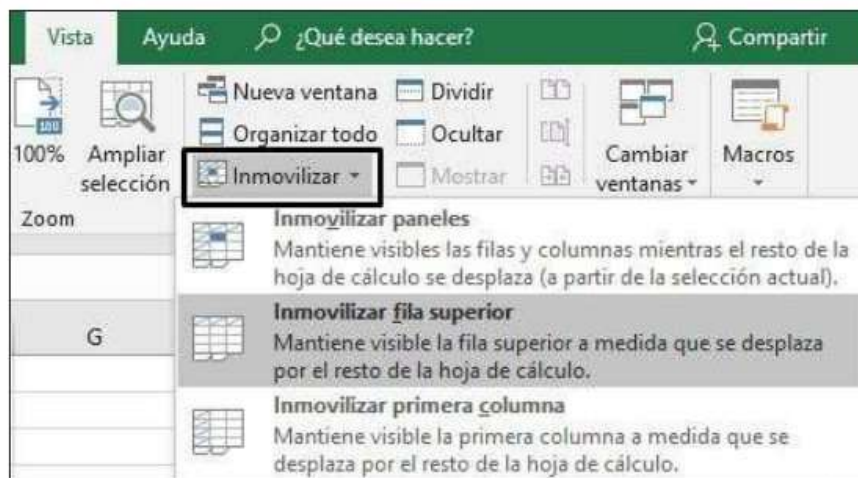 Vista Ayuda ¿Qué desea hacer? Compartir
Nueva ventana Dividir
Organizar todo Ocultar
100% Ampliar selección Inmovilizar Mostrar Cambiar ventanas Macros
Zoom
Inmovilizar paneles
Mantiene visibles las filas y columnas mientras el resto de la
hoja de cálculo se desplaza (a partir de la selección actual).
Inmovilizar fila superior
G
Mantiene visible la fila superior a medida que se desplaza
por el resto de la hoja de cálculo.
Inmovilizar primera columna
Mantiene visible la primera columna a medida que se
desplaza por el resto de la hoja de cálculo.